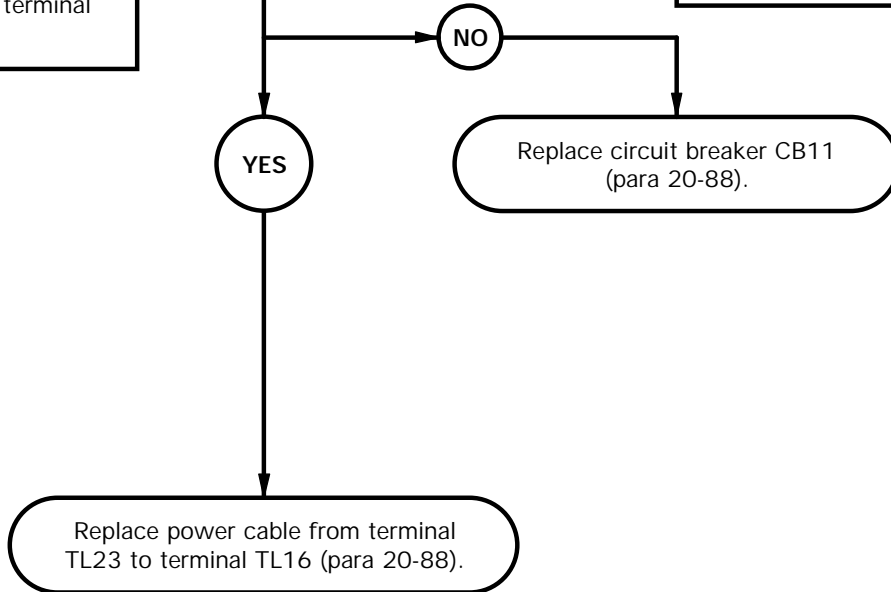 terminal
NO
YES
Replace circuit breaker CB11
(para 20-88).
Replace power cable from terminal
TL23 to terminal TL16 (para 20-88).